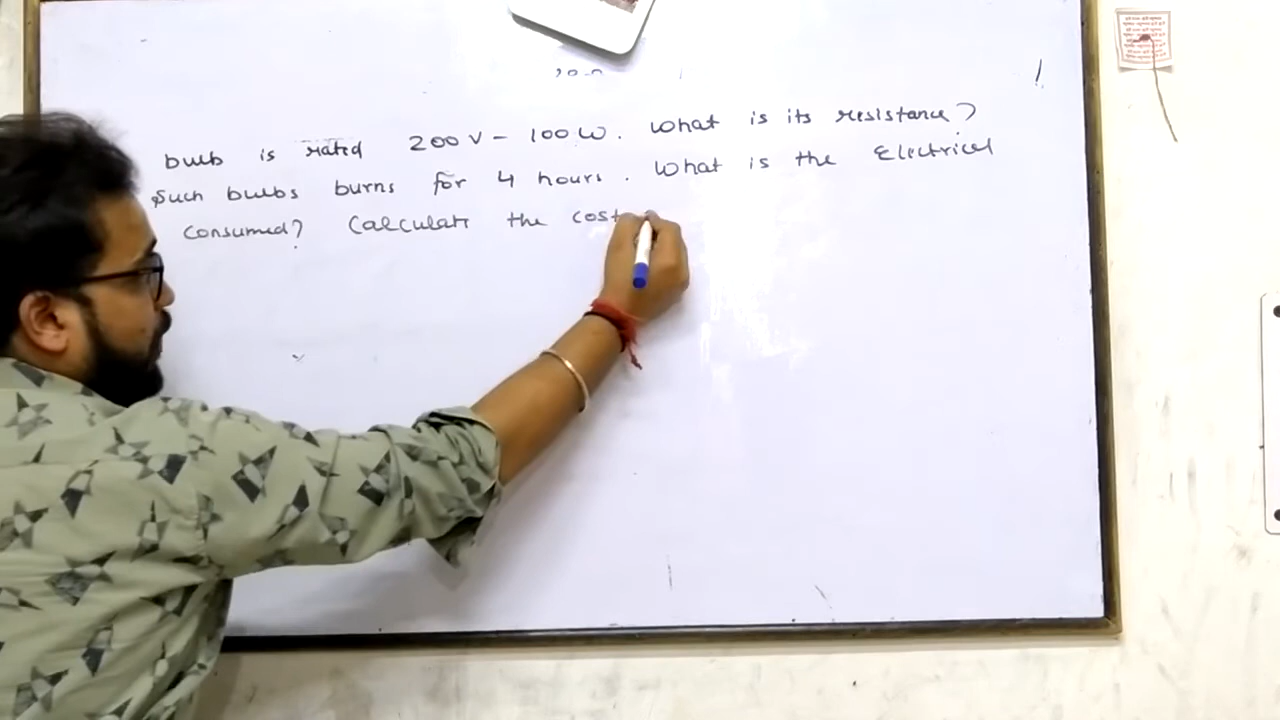 bulb is rated 200V - 100W. What is its resistance?
Such bulbs burns for 4 hours. What is the Electrical
consumed? Calculate the cost